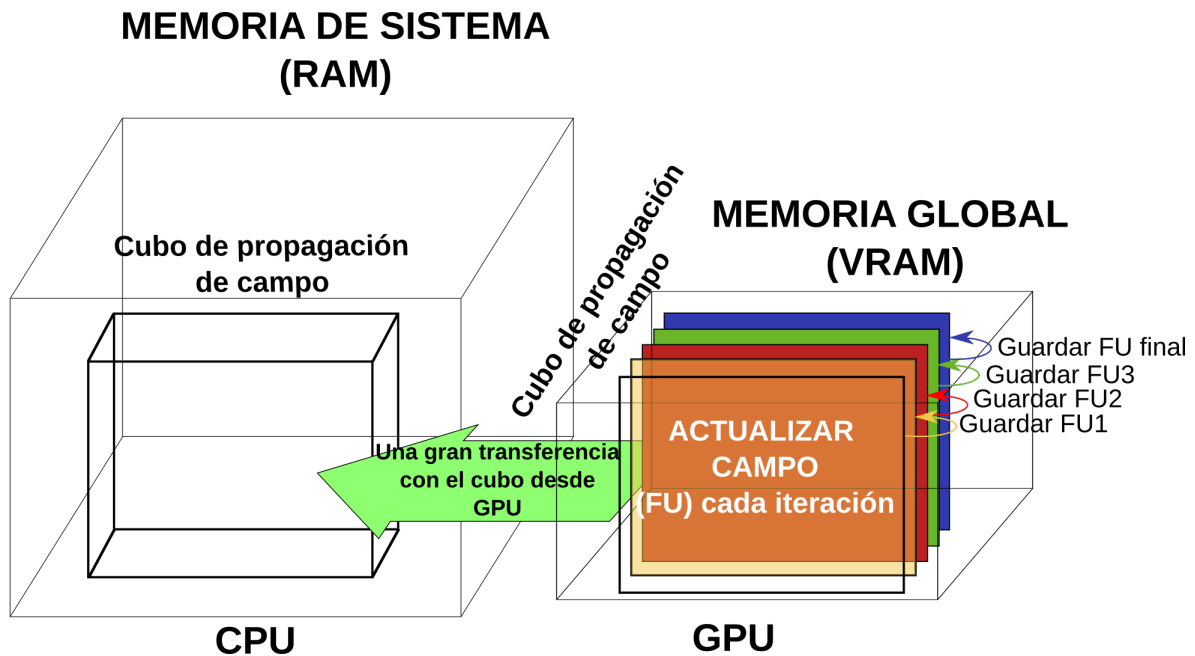 MEMORIA DE SISTEMA
(RAM)
Cubo de propagación
de campo
Cubo de propagación
de campo
MEMORIA GLOBAL
(VRAM)
Guardar FU final
Guardar FU3
Guardar FU2
Guardar FU1
ACTUALIZAR
CAMPO
(FU) cada iteración
Una gran transferencia
con el cubo desde
GPU
CPU
GPU